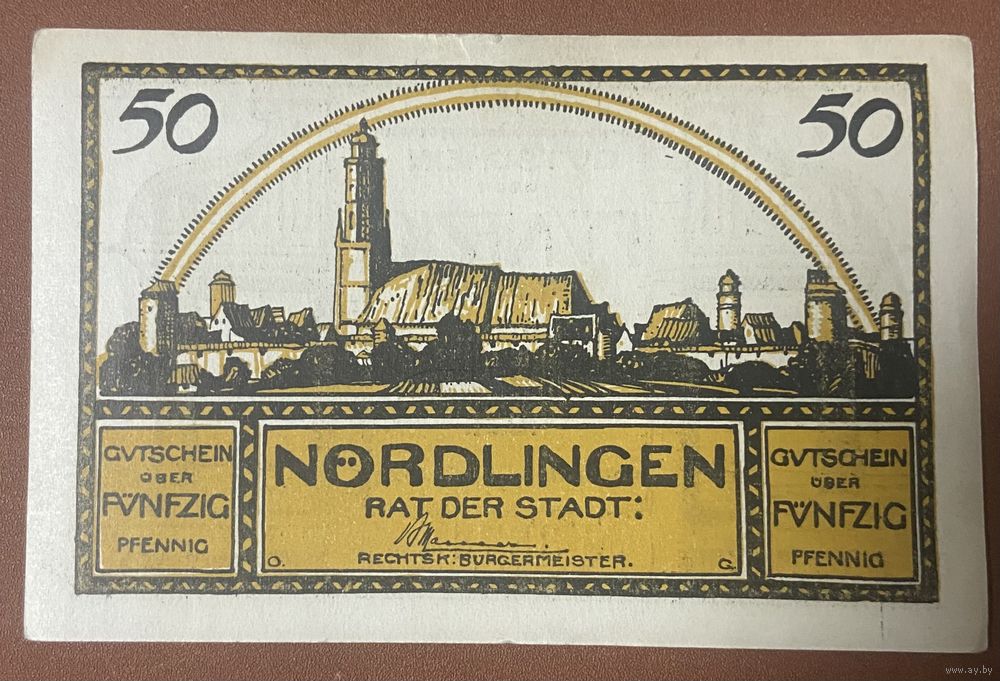 50
50
GVTSCHEIN
ÜBER
FÜNFZIG
PFENNIG
NÖRDLINGEN
RAT DER STADT:
RECHTSK: BÜRGERMEISTER.
O.
G.
GVTSCHEIN
ÜBER
FÜNFZIG
PFENNIG
www.ay.by